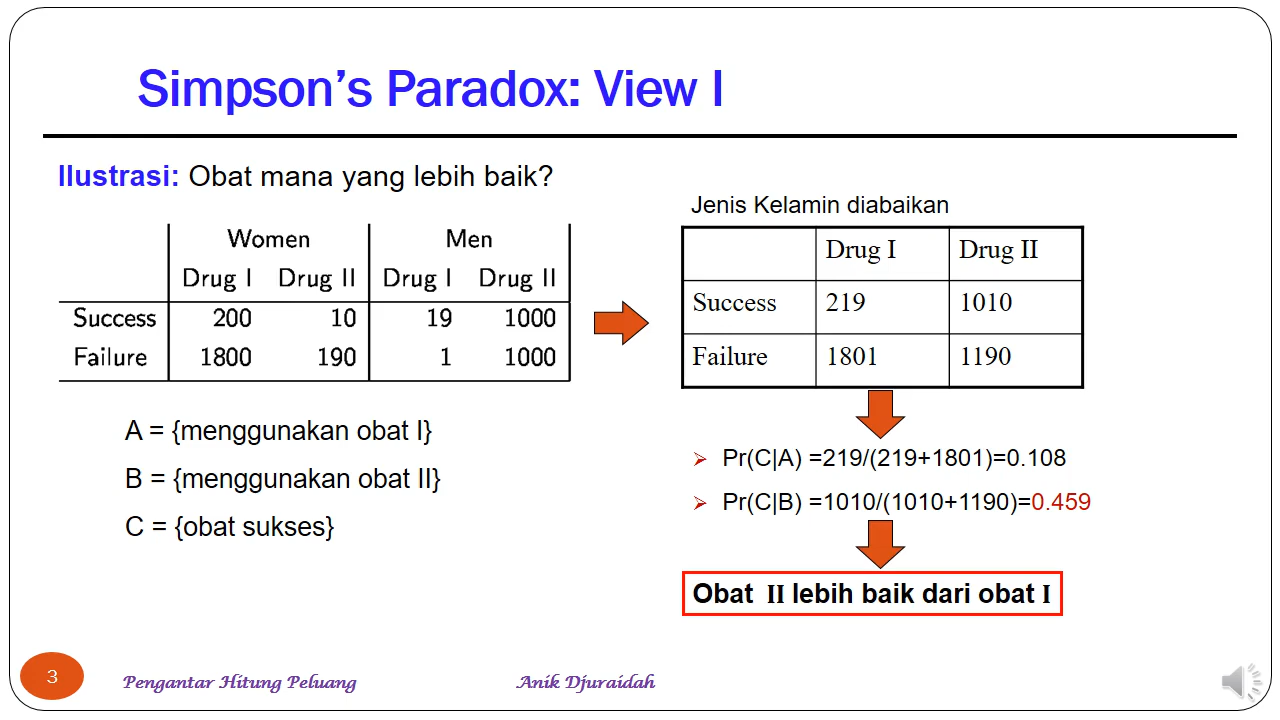 Simpson's Paradox: View I
Ilustrasi: Obat mana yang lebih baik?
Women Men
Drug I Drug II Drug I Drug II
Success 200 10 19 1000
Failure 1800 190 1 1000
A = {menggunakan obat I}
B = {menggunakan obat II}
C = {obat sukses}
Jenis Kelamin diabaikan
Drug I Drug II
Success 219 1010
Failure 1801 1190
Pr(C|A) =219/(219+1801)=0.108
Pr(C|B) =1010/(1010+1190)=0.459
Obat II lebih baik dari obat I
3 Pengantar Hitung Peluang Anik Djuraidah